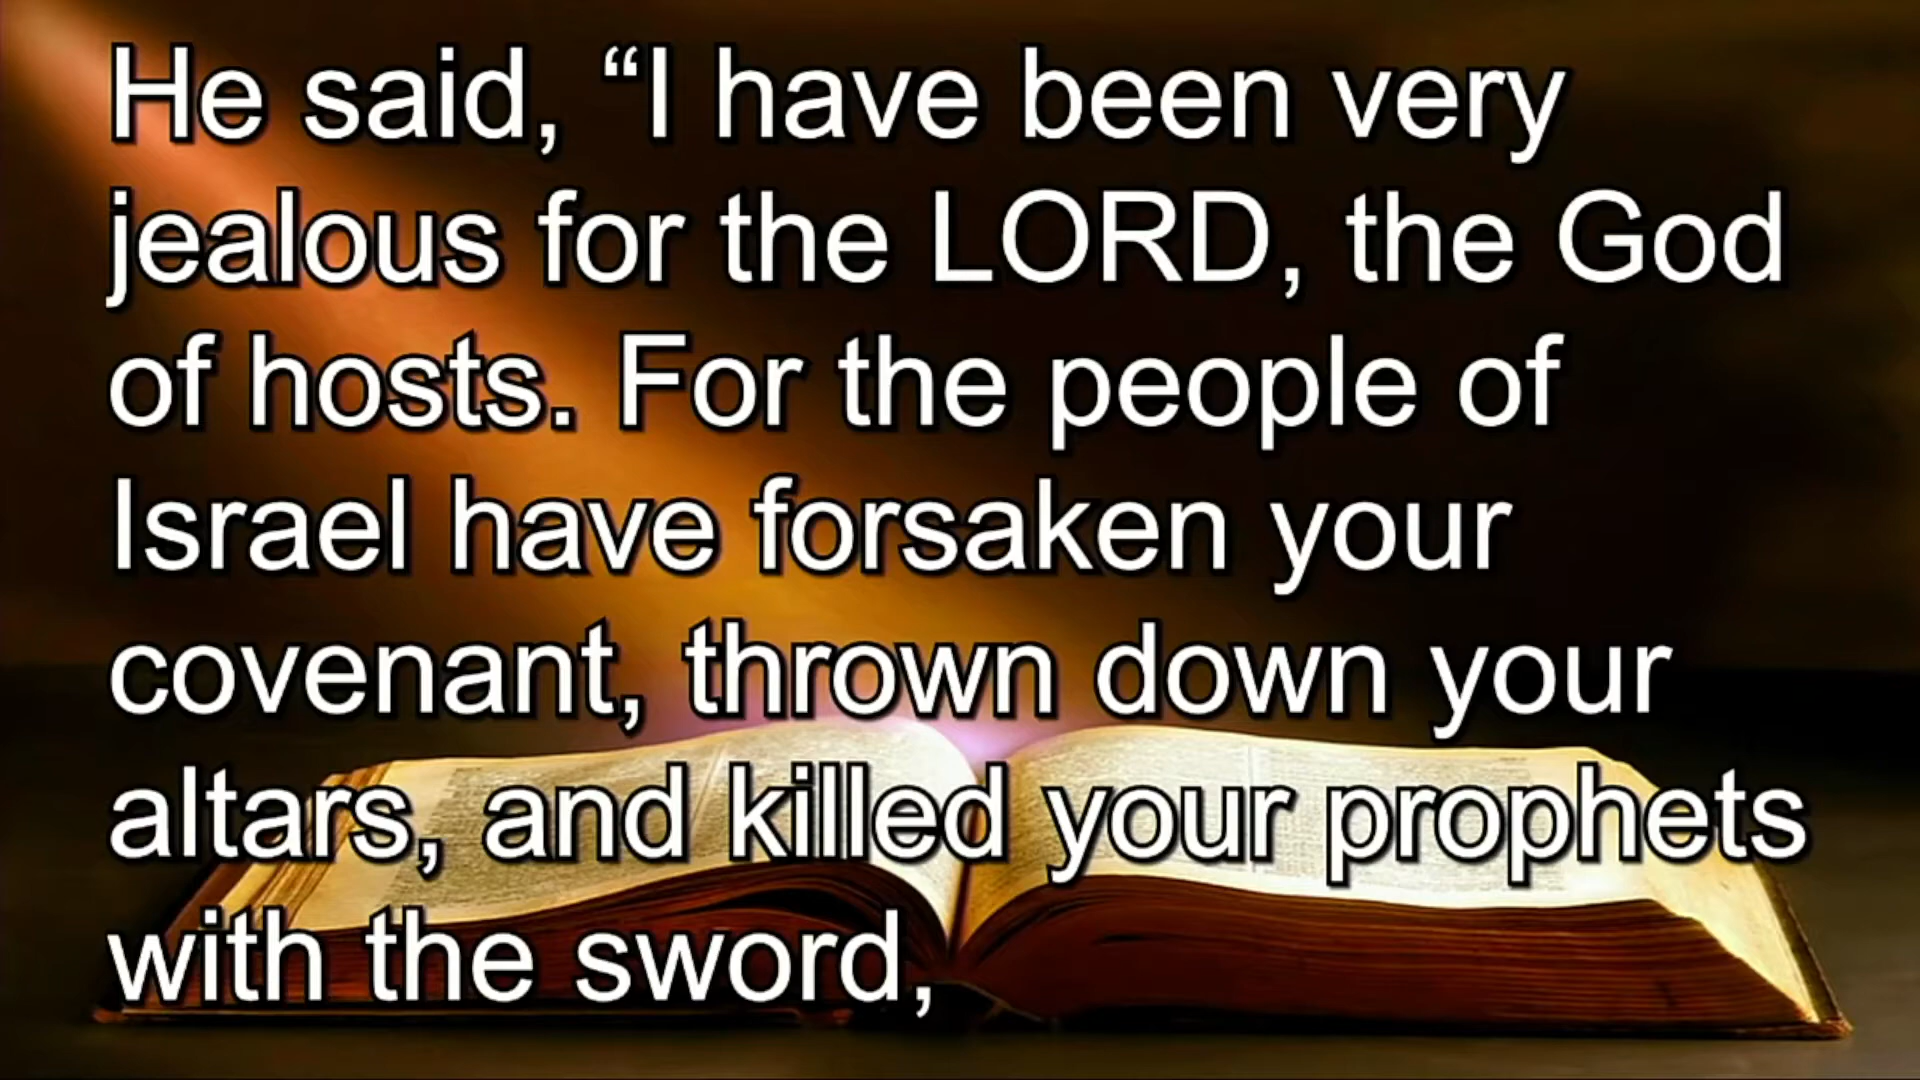 He said, “I have been very
jealous for the LORD, the God
of hosts. For the people of
Israel have forsaken your
covenant, thrown down your
altars, and killed your prophets
with the sword,